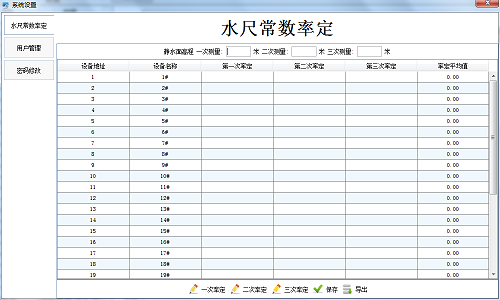 系统设置
水尺常数率定
用户管理
密码修改
水尺常数率定
静水面高程 一次测量: 米 二次测量: 米 三次测量: 米
设备地址 设备名称 第一次率定 第二次率定 第三次率定 率定平均值
1 1# 0.00
2 2# 0.00
3 3# 0.00
4 4# 0.00
5 5# 0.00
6 6# 0.00
7 7# 0.00
8 8# 0.00
9 9# 0.00
10 10# 0.00
11 11# 0.00
12 12# 0.00
13 13# 0.00
14 14# 0.00
15 15# 0.00
16 16# 0.00
17 17# 0.00
18 18# 0.00
19 19# 0.00
一次率定 二次率定 三次率定 保存 导出